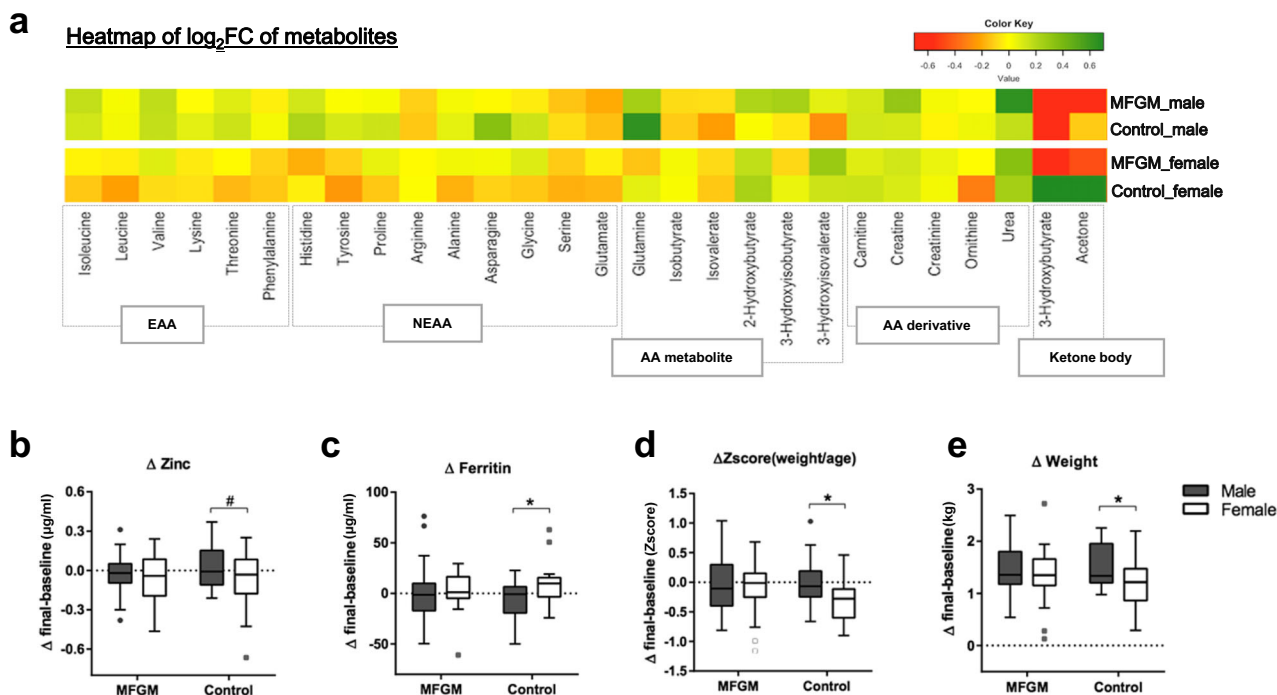 a
Heatmap of log2FC of metabolites
Color Key
-0.6 -0.4 -0.2 0 0.2 0.4 0.6
Value
MFGM_male
Control_male
MFGM_female
Control_female
Isoleucine
Leucine
Valine
Lysine
Threonine
Phenylalanine
Histidine
Tyrosine
Proline
Arginine
Alanine
Asparagine
Glycine
Serine
Glutamate
Glutamine
Isobutyrate
Isovalerate
2-Hydroxybutyrate
3-Hydroxyisobutyrate
3-Hydroxyisovalerate
Carnitine
Creatine
Creatinine
Ornithine
Urea
3-Hydroxybutyrate
Acetone
EAA
NEAA
AA metabolite
AA derivative
Ketone body
b
Δ Zinc
Δ final-baseline (μg/ml)
0.6
0.3
0.0
-0.3
-0.6
#
MFGM Control
c
Δ Ferritin
Δ final-baseline (μg/ml)
100
50
0
-50
*
MFGM Control
d
ΔZscore(weight/age)
Δ final-baseline (Zscore)
1.5
1.0
0.5
0.0
-0.5
-1.0
-1.5
*
MFGM Control
e
Δ Weight
Δ final-baseline (kg)
3
2
1
0
*
MFGM Control
Male
Female